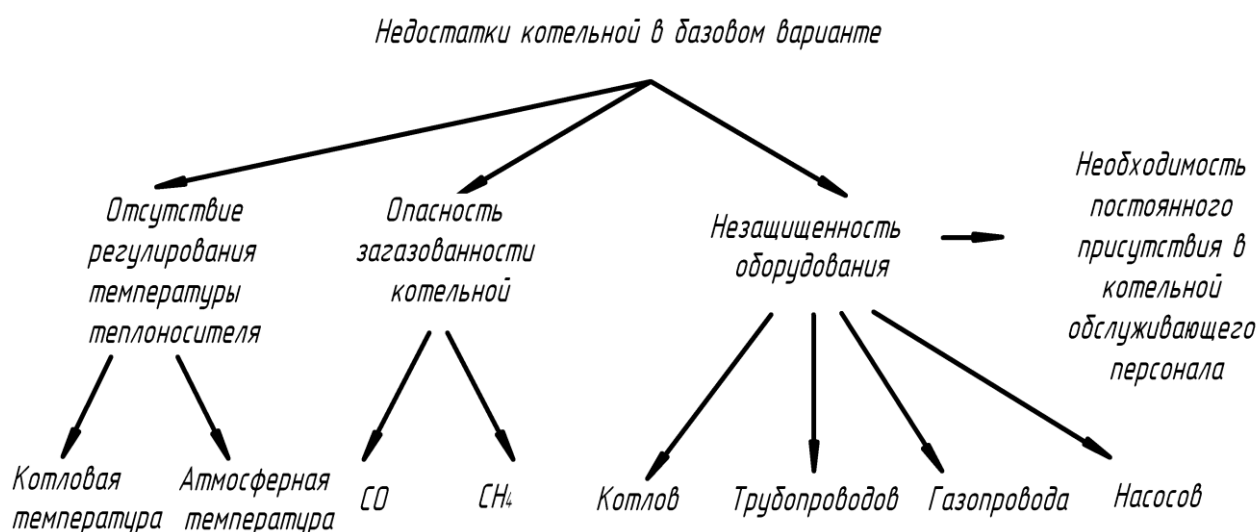 Недостатки котельной в базовом варианте
Отсутствие
регулирования
температуры
теплоносителя
Опасность
загазованности
котельной
Незащищенность
оборудования
Необходимость
постоянного
присутствия в
котельной
обслуживающего
персонала
Котловая
температура
Атмосферная
температура
CO
CH₄
Котлов
Трубопроводов
Газопровода
Насосов